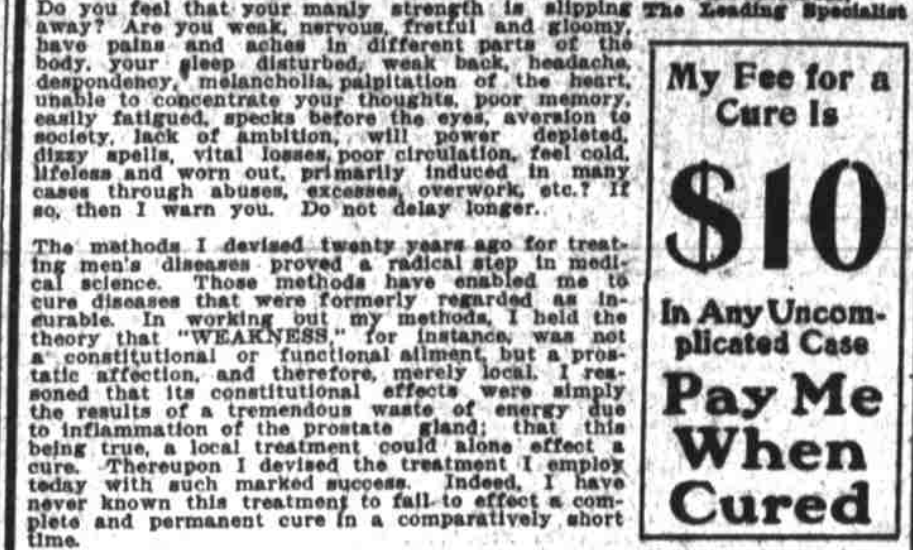 Do you feel that your manly strength is slipping
away? Are you weak, nervous, fretful and gloomy,
have pains and aches in different parts of the
body, your sleep disturbed, weak back, headache,
despondency, melancholia, palpitation of the heart,
unable to concentrate your thoughts, poor memory,
easily fatigued, specks before the eyes, aversion to
society, lack of ambition, will power depleted,
dizzy spells, vital losses, poor circulation, feel cold,
lifeless and worn out, primarily induced in many
cases through abuses, excesses, overwork, etc.? If
so, then I warn you. Do not delay longer.
The mathods I devised twenty years ago for treat-
ing men's diseases proved a radical step in medi-
cal science. Those methods have enabled me to
cure diseases that were formerly regarded as in-
curable. In working out my methods, I held the
theory that "WEAKNESS," for instance, was not
a constitutional or functional ailment, but a pros-
tatic affection, and therefore, merely local. I rea-
soned that its constitutional effects were simply
the results of a tremendous waste of energy due
to inflammation of the prostate gland; that this
being true, a local treatment could alone effect a
cure. Thereupon I devised the treatment I employ
today with such marked success. Indeed, I have
never known this treatment to fail to effect a com-
plete and permanent cure in a comparatively short
time.
The Leading Specialist
My Fee for a
Cure Is
$10
In Any Uncom-
plicated Case
Pay Me
When
Cured